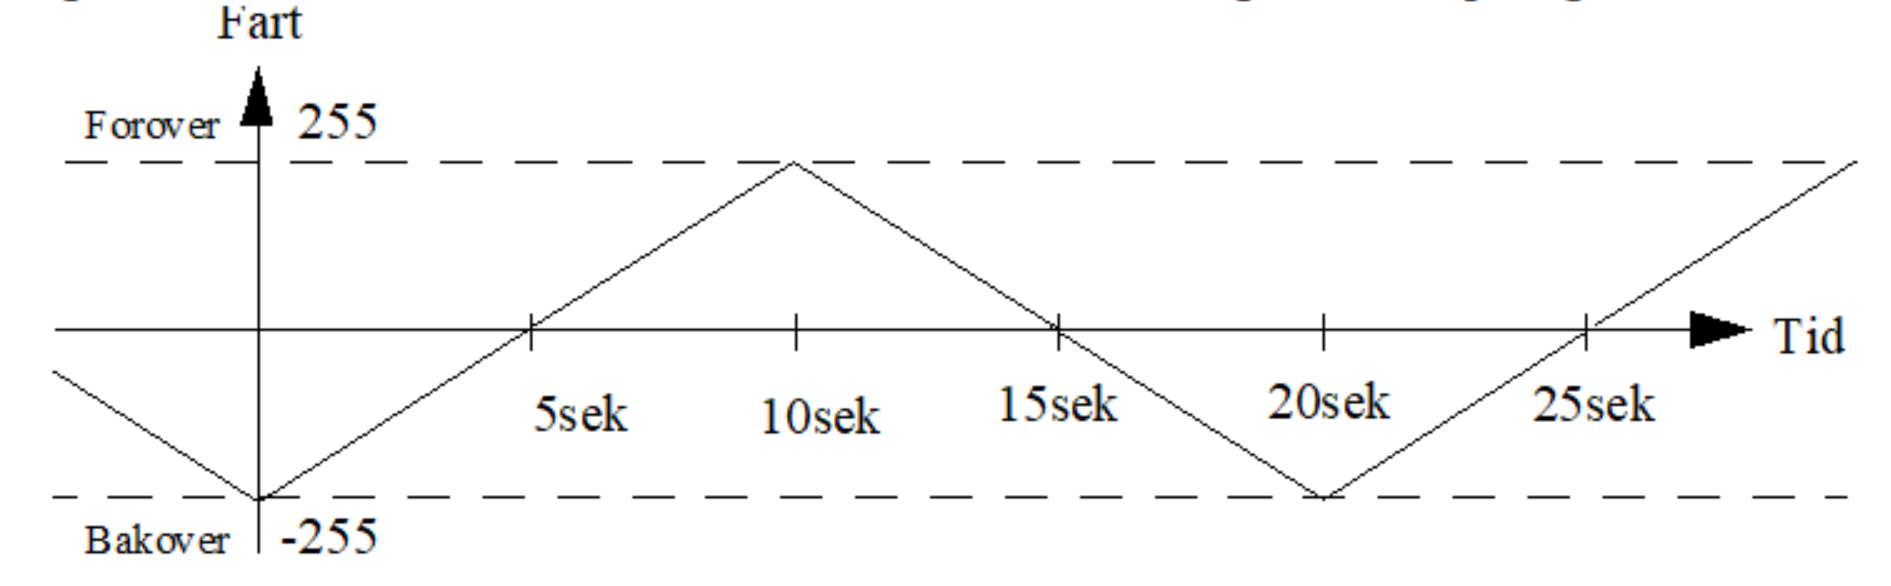 Fart
Forover 255
Tid
5sek 10sek 15sek 20sek 25sek
Bakover -255